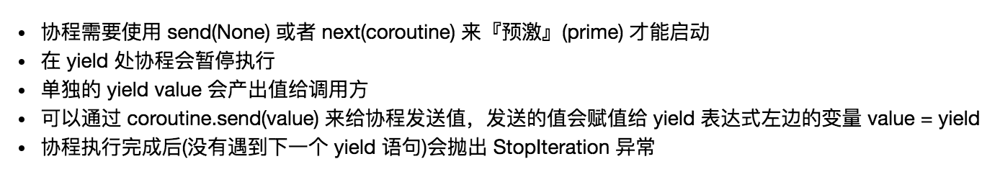 • 协程需要使用 send(None) 或者 next(coroutine) 来『预激』(prime) 才能启动
• 在 yield 处协程会暂停执行
• 单独的 yield value 会产出值给调用方
• 可以通过 coroutine.send(value) 来给协程发送值，发送的值会赋值给 yield 表达式左边的变量 value = yield
• 协程执行完成后(没有遇到下一个 yield 语句)会抛出 StopIteration 异常